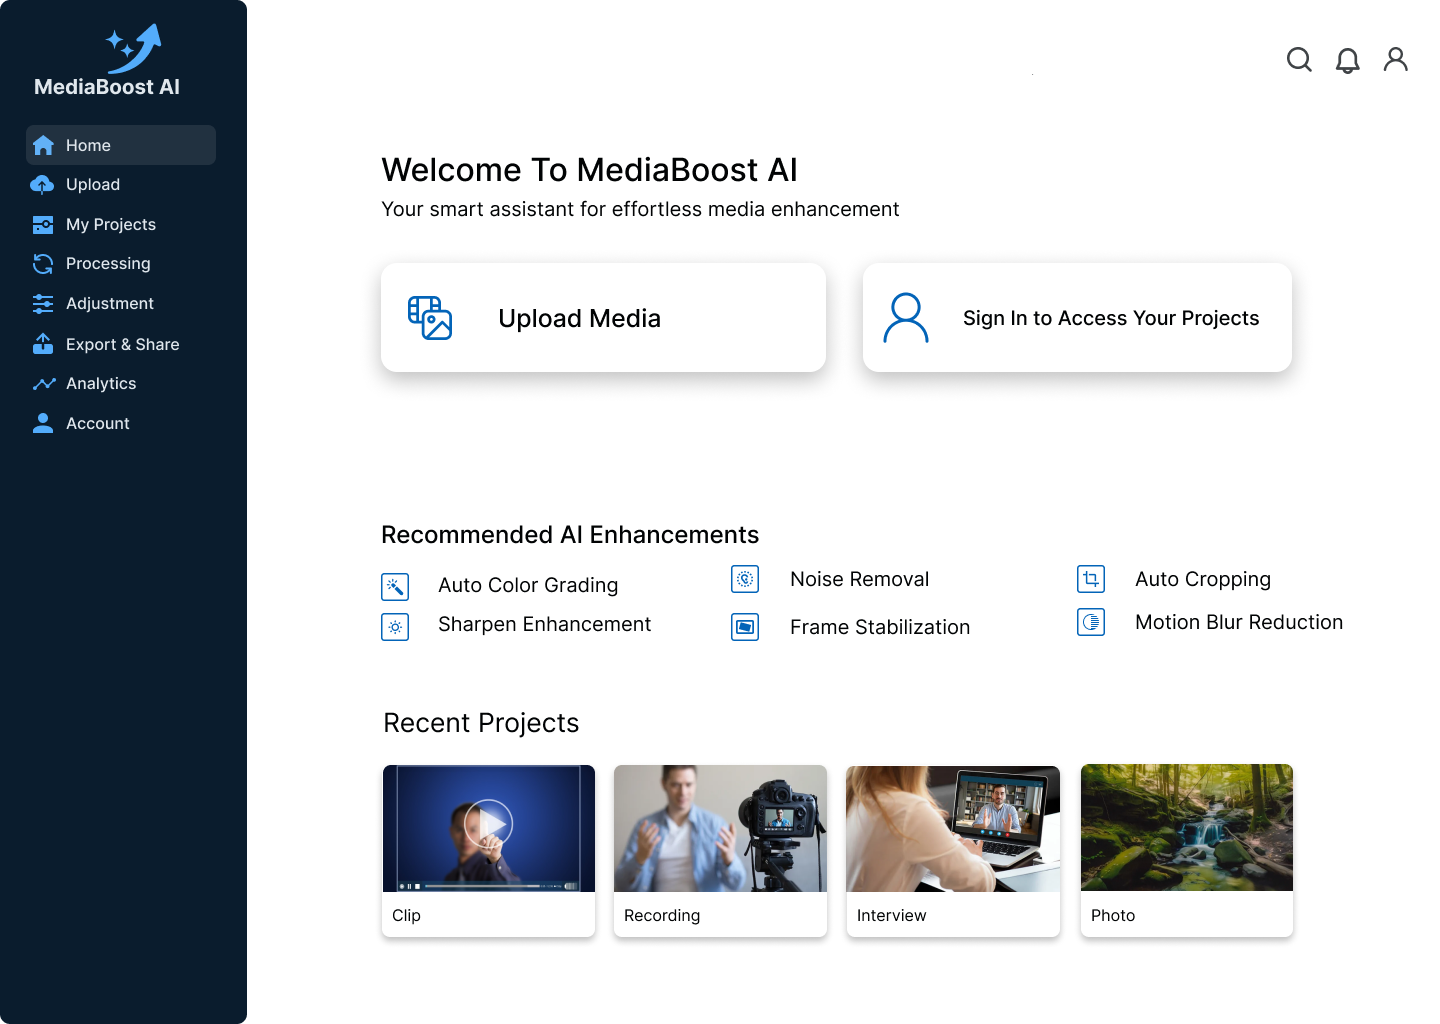 MediaBoost AI
Home
Upload
My Projects
Processing
Adjustment
Export & Share
Analytics
Account
Welcome To MediaBoost AI
Your smart assistant for effortless media enhancement
Upload Media
Sign In to Access Your Projects
Recommended AI Enhancements
Auto Color Grading
Noise Removal
Auto Cropping
Sharpen Enhancement
Frame Stabilization
Motion Blur Reduction
Recent Projects
Clip
Recording
Interview
Photo